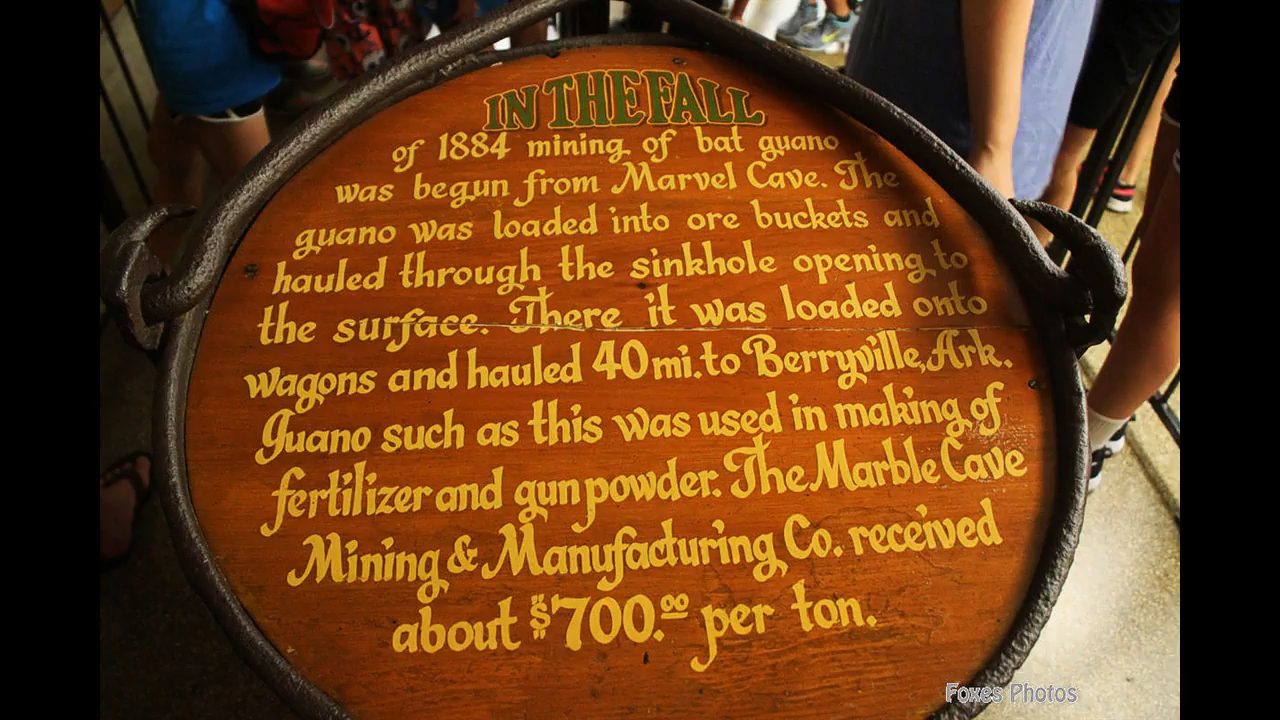 IN THE FALL
of 1884 mining of bat guano
was begun from Marvel Cave. The
guano was loaded into ore buckets and
hauled through the sinkhole opening to
the surface. There it was loaded onto
wagons and hauled 40 mi. to Berryville, Ark.
Guano such as this was used in making of
fertilizer and gunpowder. The Marble Cave
Mining & Manufacturing Co. received
about $700.00 per ton.
Foxes Photos